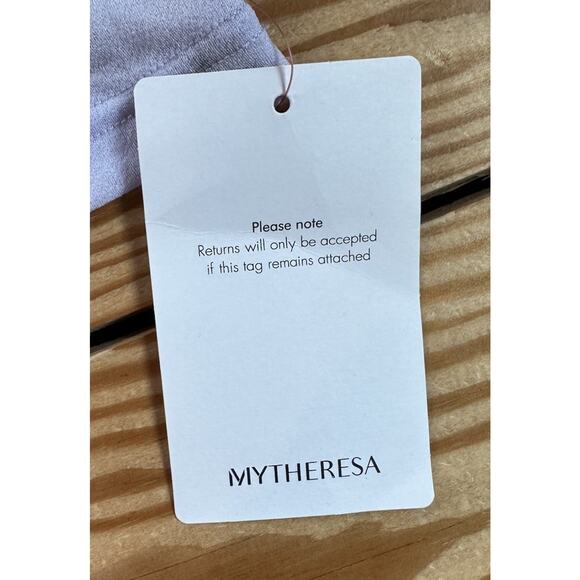 Please note
Returns will only be accepted
if this tag remains attached
MYTHERESA